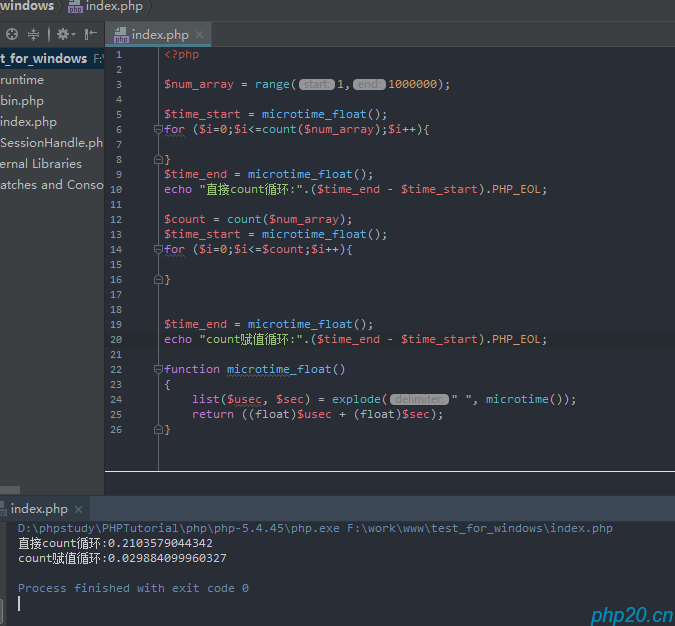 windows index.php
index.php
t_for_windows F:\
runtime
bin.php
index.php
SessionHandle.ph
ernal Libraries
atches and Conso
1 <?php
2
3 $num_array = range( start: 1, end: 1000000);
4
5 $time_start = microtime_float();
6 for ($i=0;$i<=count($num_array);$i++){
7
8 }
9 $time_end = microtime_float();
10 echo "直接count循环:".($time_end - $time_start).PHP_EOL;
11
12 $count = count($num_array);
13 $time_start = microtime_float();
14 for ($i=0;$i<=$count;$i++){
15
16 }
17
18
19 $time_end = microtime_float();
20 echo "count赋值循环:".($time_end - $time_start).PHP_EOL;
21
22 function microtime_float()
23 {
24 list($usec, $sec) = explode( delimiter: " ", microtime());
25 return ((float)$usec + (float)$sec);
26 }
index.php
D:\phpstudy\PHPTutorial\php\php-5.4.45\php.exe F:\work\www\test_for_windows\index.php
直接count循环:0.2103579044342
count赋值循环:0.029884099960327
Process finished with exit code 0
php20.cn